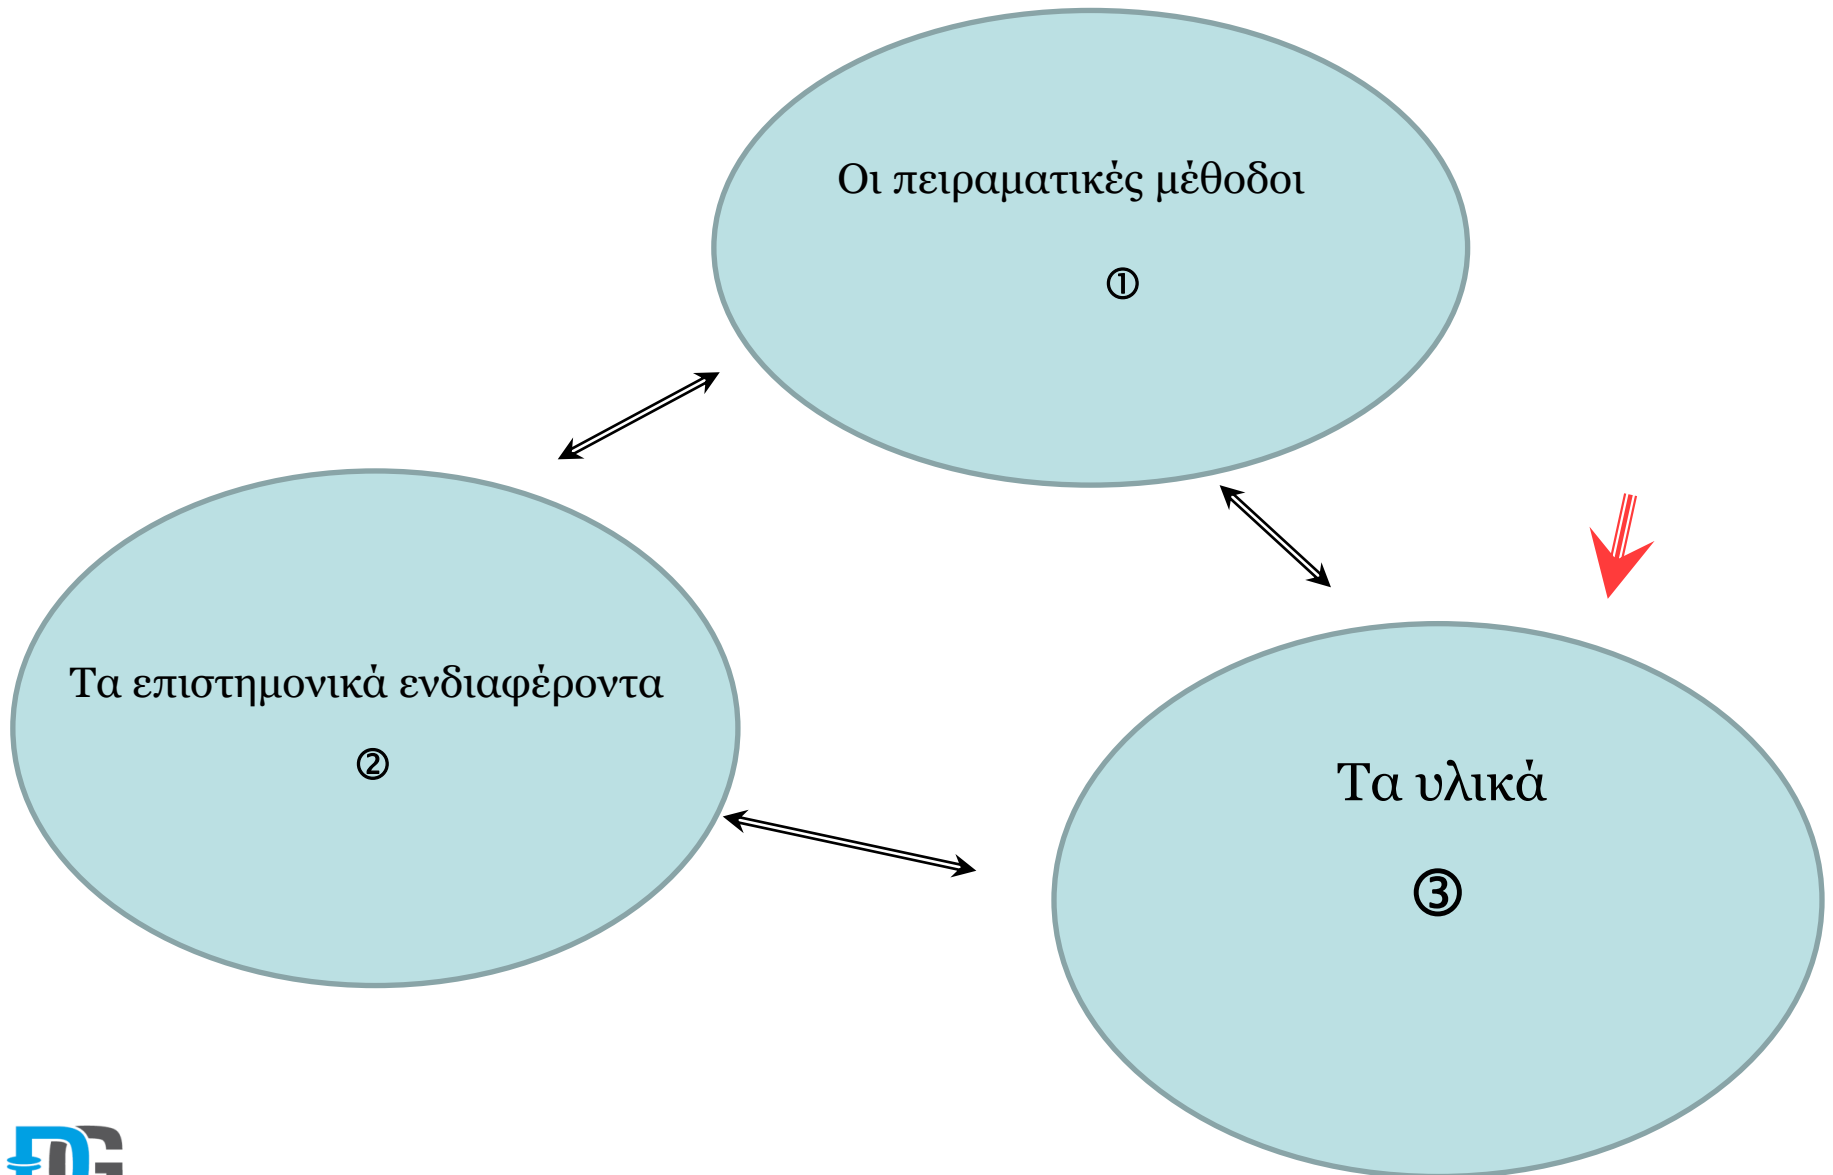 Οι πειραματικές μέθοδοι
①
Τα επιστημονικά ενδιαφέροντα
②
Τα υλικά
③